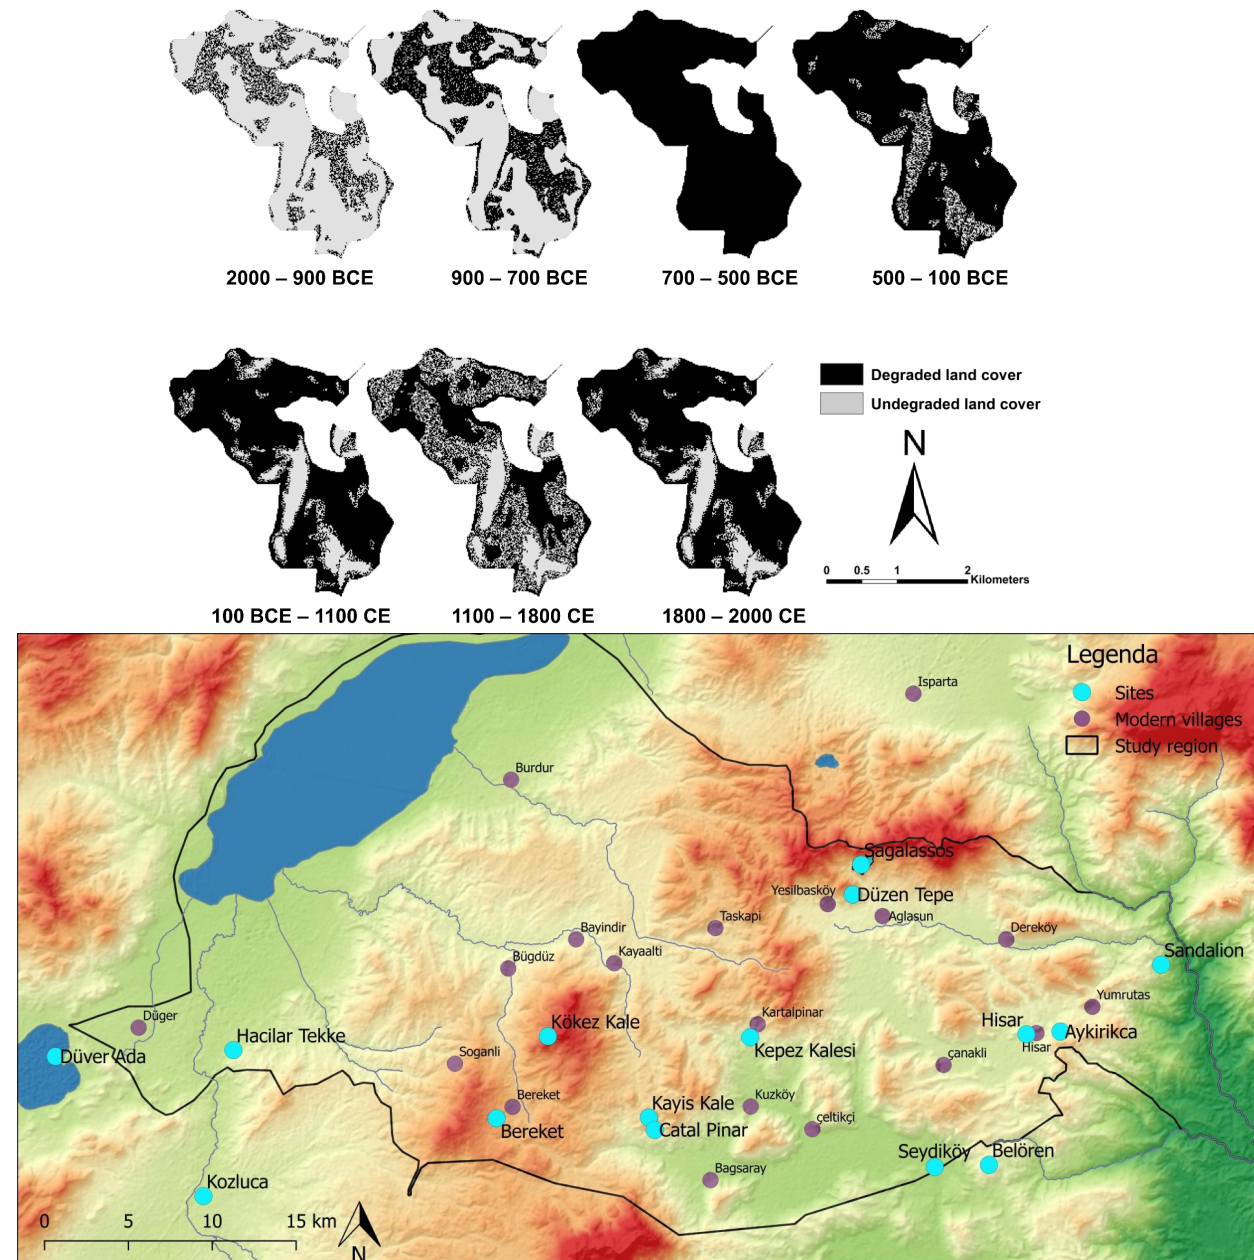 2000 – 900 BCE
900 – 700 BCE
700 – 500 BCE
500 – 100 BCE
Degraded land cover
Undegraded land cover
N
0 0.5 1 2
Kilometers
100 BCE – 1100 CE
1100 – 1800 CE
1800 – 2000 CE
Legenda
Sites
Modern villages
Study region
Isparta
Burdur
Sagalassos
Yesilbasköy
Düzen Tepe
Aglasun
Taskapi
Dereköy
Bayindir
Kayaalti
Bügdüz
Sandalion
Yumrutas
Düger
Kökez Kale
Kartalpinar
Hisar
Aykirikca
Hisar
Hacilar Tekke
Düver Ada
Soganli
Kepez Kalesi
çanakli
Bereket
Bereket
Kayis Kale
Kuzköy
Catal Pinar
çeltikçi
Seydiköy
Belören
Bagsaray
Kozluca
0 5 10 15 km
N